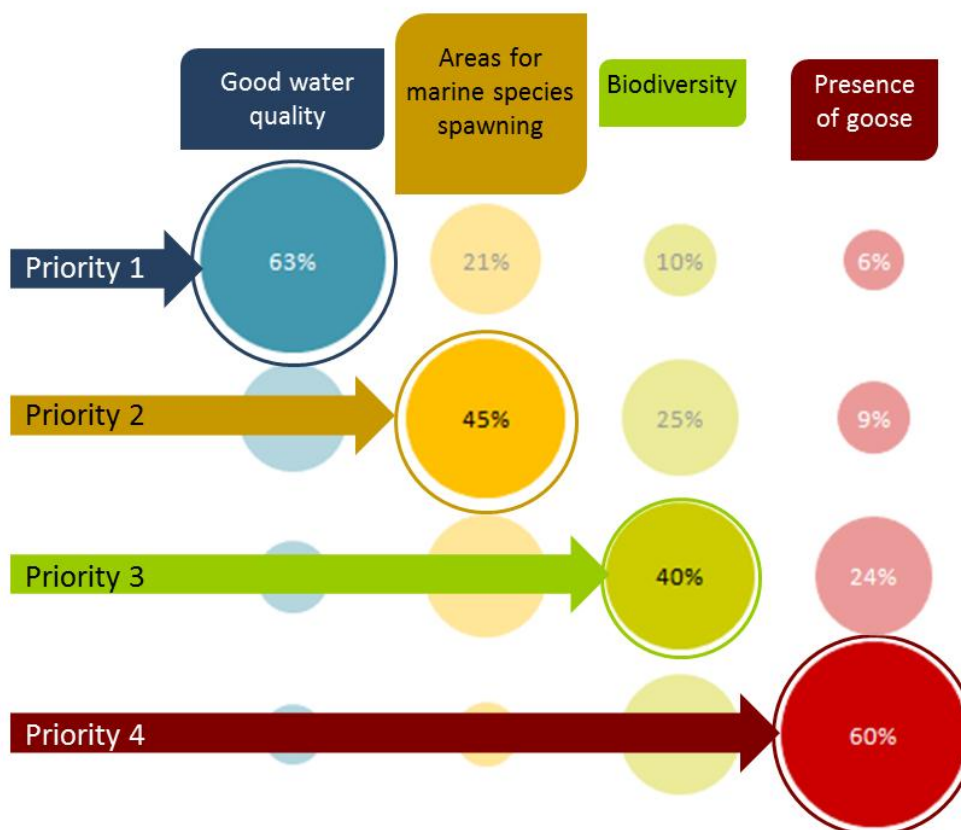 Good water
quality
Areas for
marine species
spawning
Biodiversity
Presence
of goose
Priority 1
63%
21%
10%
6%
Priority 2
45%
25%
9%
Priority 3
40%
24%
Priority 4
60%